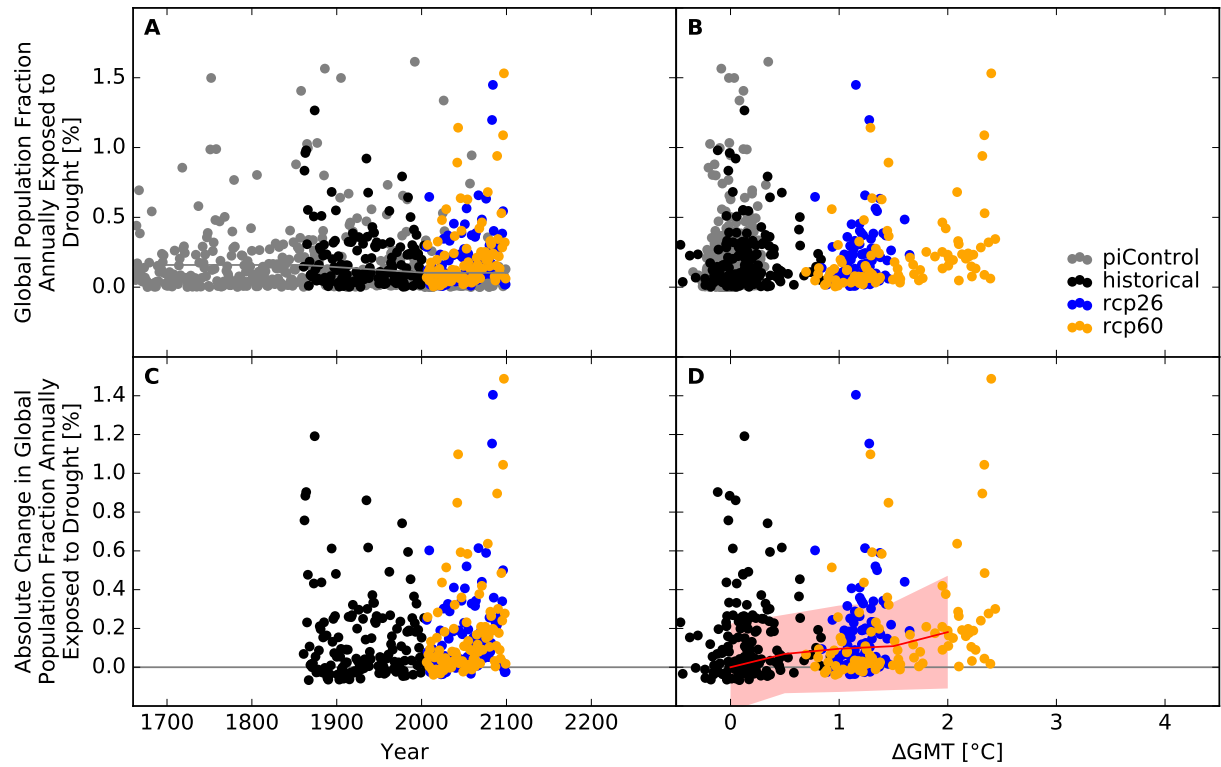 A
B
Global Population Fraction
Annually Exposed to
Drought [%]
1.5
1.0
0.5
0.0
piControl
historical
rcp26
rcp60
C
D
Absolute Change in Global
Population Fraction Annually
Exposed to Drought [%]
1.4
1.2
1.0
0.8
0.6
0.4
0.2
0.0
1700 1800 1900 2000 2100 2200
0 1 2 3 4
Year
ΔGMT [°C]